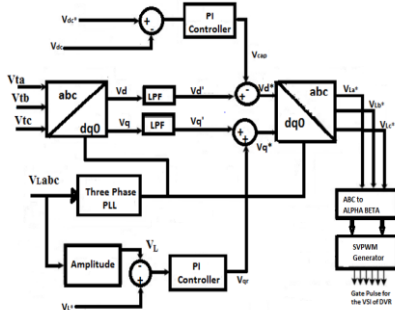 Vdc*
PI
Controller
Vdc
Vcap
Vta
Vtb
Vtc
abc
dq0
Vd
LPF
Vd'
Vd*
Vq
LPF
Vq'
Vq*
abc
dq0
VLa*
VLb*
VLc*
VLabc
Three Phase
PLL
ABC to
ALPHA BETA
Amplitude
VL
PI
Controller
Vqr
VL*
SVPWM
Generator
Gate Pulse for
the VSI of DVR